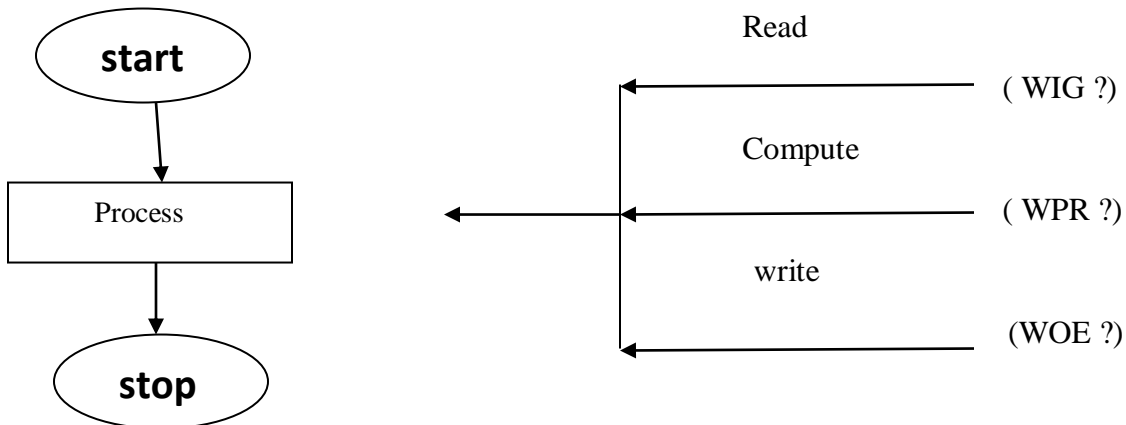 start
Process
stop
Read
( WIG ?)
Compute
( WPR ?)
write
(WOE ?)